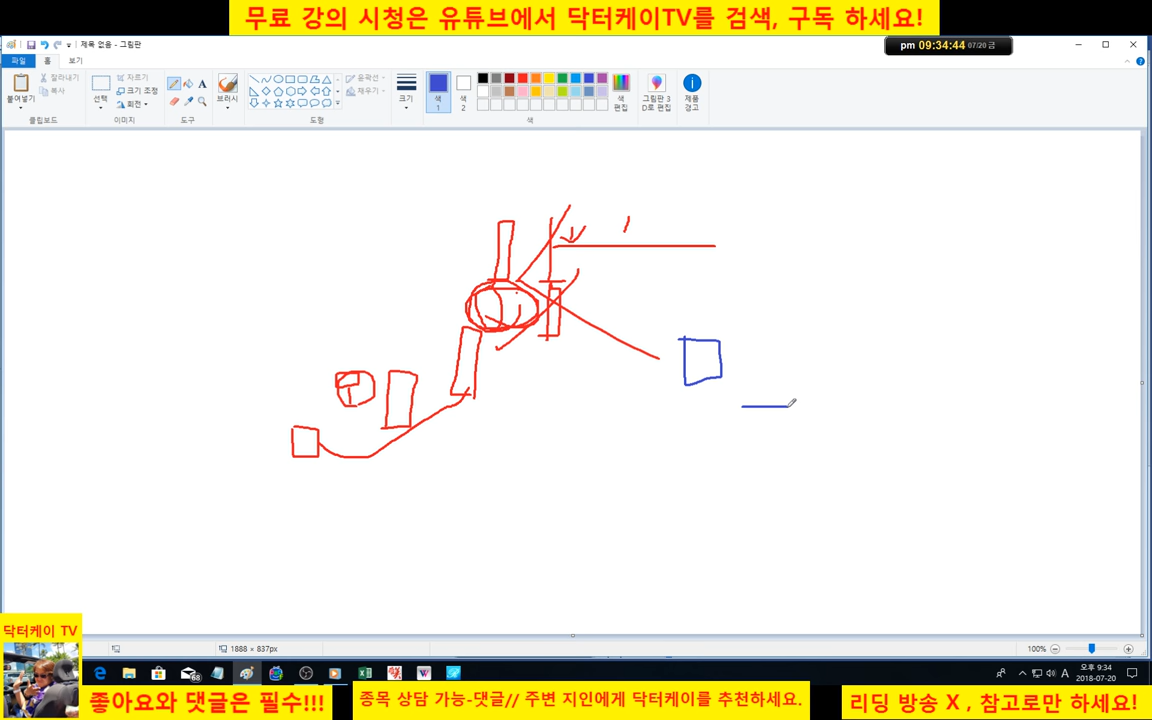 무료 강의 시청은 유튜브에서 닥터케이TV를 검색, 구독 하세요!
제목 없음 - 그림판
pm 09:34:44 07/20 금
파일 홈 보기
붙여넣기
잘라내기
복사
클립보드
선택
자르기
크기 조정
회전
이미지
A
도구
브러시
도형
윤곽선
채우기
크기
색 1
색 2
색 편집
색
그림판 3D로 편집
제품 경고
닥터케이 TV
1888 × 837px
100%
68
A
오후 9:34
2018-07-20
좋아요와 댓글은 필수!!!
종목 상담 가능-댓글// 주변 지인에게 닥터케이를 추천하세요.
리딩 방송 X , 참고로만 하세요!